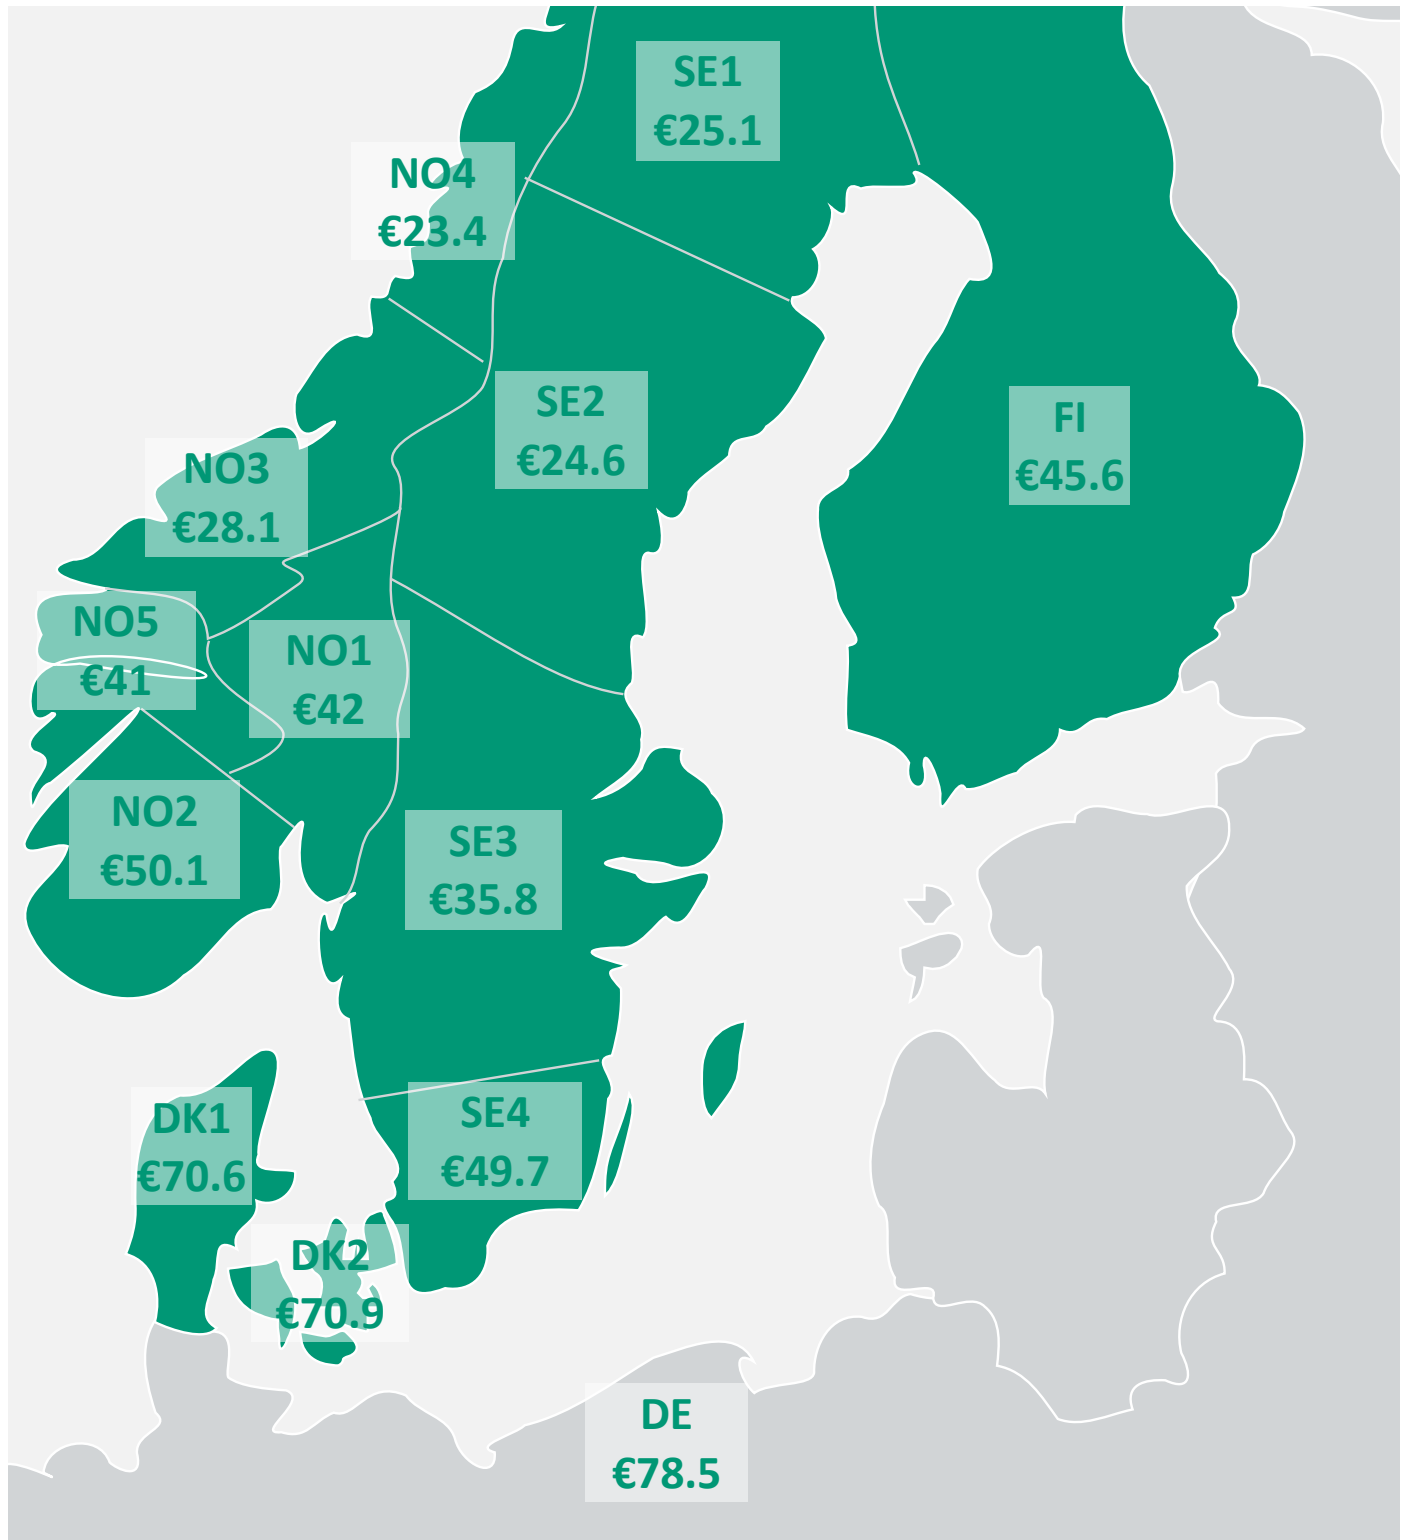 SE1
€25.1
NO4
€23.4
SE2
€24.6
FI
€45.6
NO3
€28.1
NO5
€41
NO1
€42
NO2
€50.1
SE3
€35.8
DK1
€70.6
SE4
€49.7
DK2
€70.9
DE
€78.5